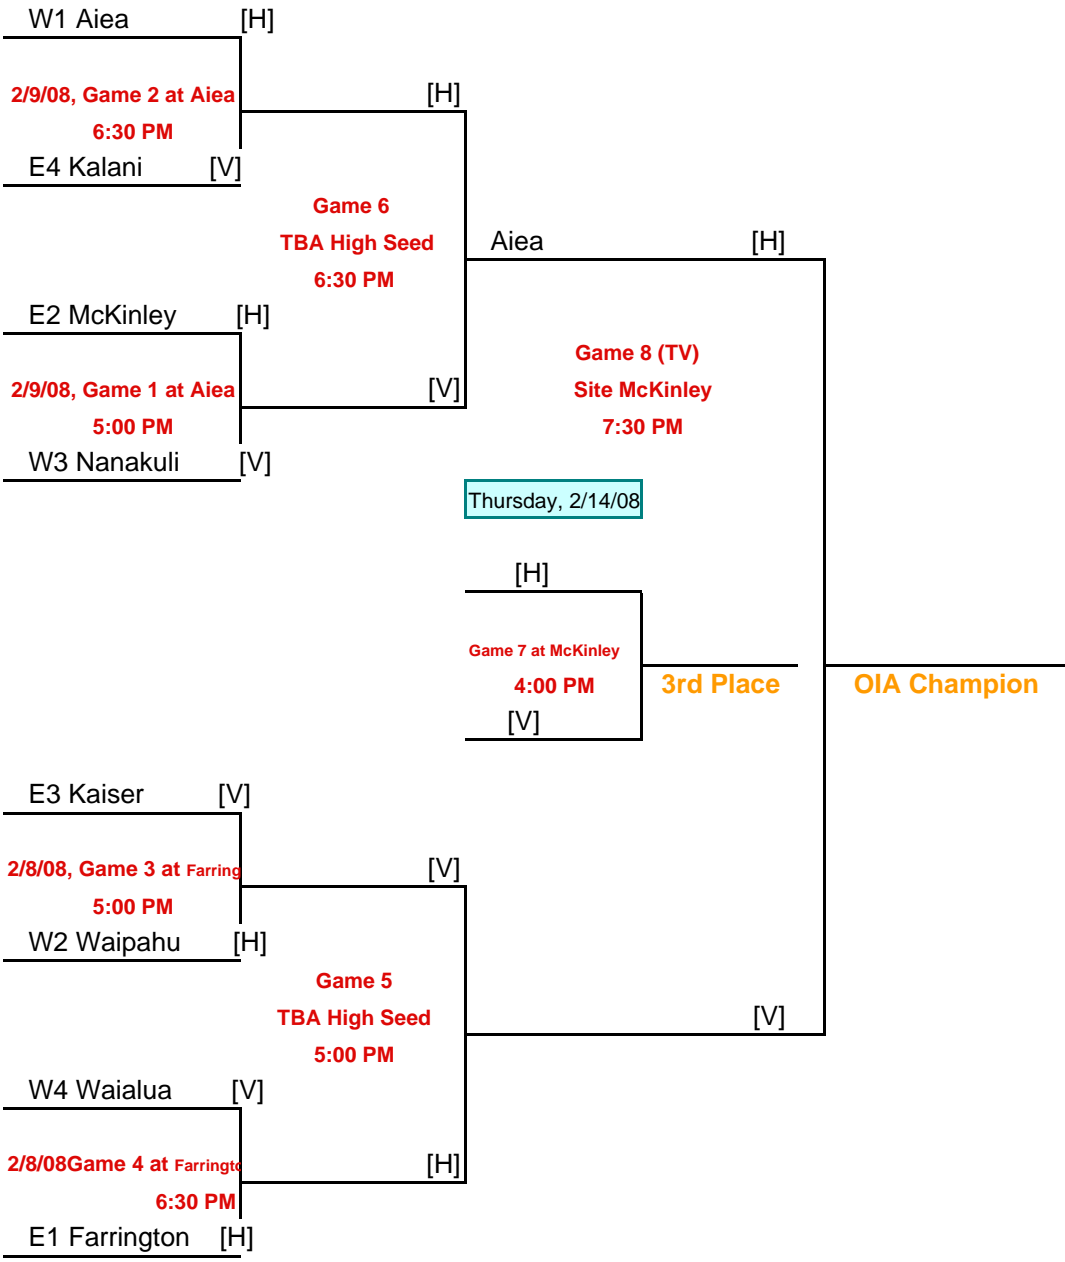 W1 Aiea [H]
2/9/08, Game 2 at Aiea
[H]
6:30 PM
E4 Kalani [V]
Game 6
TBA High Seed
Aiea [H]
6:30 PM
E2 McKinley [H]
Game 8 (TV)
2/9/08, Game 1 at Aiea
[V]
Site McKinley
5:00 PM
7:30 PM
W3 Nanakuli [V]
Thursday, 2/14/08
[H]
Game 7 at McKinley
4:00 PM
3rd Place
OIA Champion
[V]
E3 Kaiser [V]
2/8/08, Game 3 at Farring
[V]
5:00 PM
W2 Waipahu [H]
Game 5
TBA High Seed
[V]
5:00 PM
W4 Waialua [V]
2/8/08Game 4 at Farringto
[H]
6:30 PM
E1 Farrington [H]